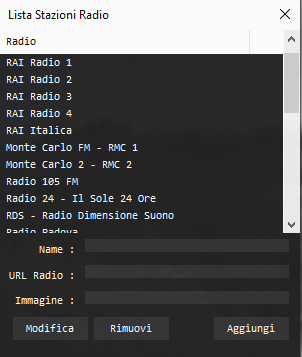 Lista Stazioni Radio
Radio
RAI Radio 1
RAI Radio 2
RAI Radio 3
RAI Radio 4
RAI Italica
Monte Carlo FM - RMC 1
Monte Carlo 2 - RMC 2
Radio 105 FM
Radio 24 - Il Sole 24 Ore
RDS - Radio Dimensione Suono
Radio Padova
Name :
URL Radio :
Immagine :
Modifica
Rimuovi
Aggiungi